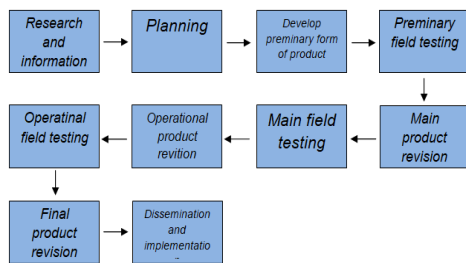 Research
and
information
Planning
Develop
preminary form
of product
Preminary
field testing
Main
product
revision
Main field
testing
Operational
product
revition
Operatinal
field testing
Final
product
revision
Dissemination
and
implementatio